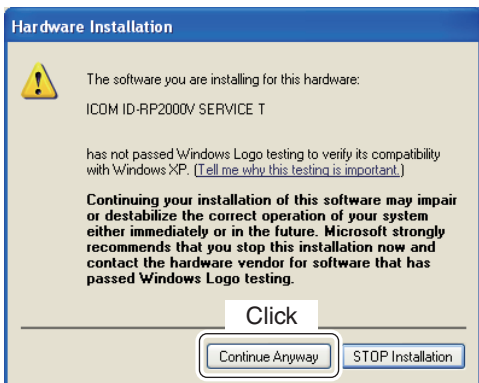 Hardware Installation
The software you are installing for this hardware:
ICOM ID-RP2000V SERVICE T
has not passed Windows Logo testing to verify its compatibility
with Windows XP. (Tell me why this testing is important.)
Continuing your installation of this software may impair
or destabilize the correct operation of your system
either immediately or in the future. Microsoft strongly
recommends that you stop this installation now and
contact the hardware vendor for software that has
passed Windows Logo testing.
Click
Continue Anyway STOP Installation